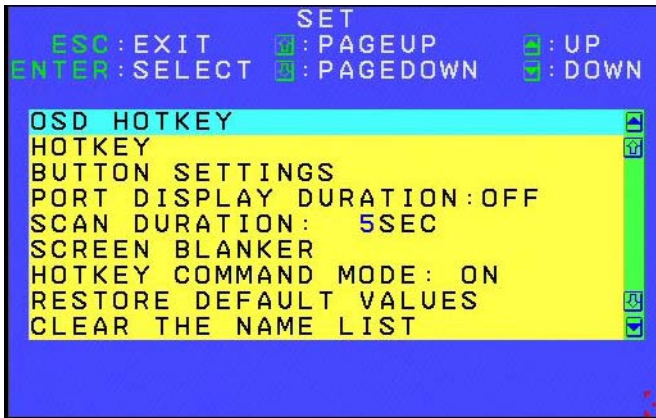 SET
ESC:EXIT ⇧:PAGEUP ▲:UP
ENTER:SELECT ⇩:PAGEDOWN ▼:DOWN
OSD HOTKEY
HOTKEY
BUTTON SETTINGS
PORT DISPLAY DURATION:OFF
SCAN DURATION: 5SEC
SCREEN BLANKER
HOTKEY COMMAND MODE: ON
RESTORE DEFAULT VALUES
CLEAR THE NAME LIST